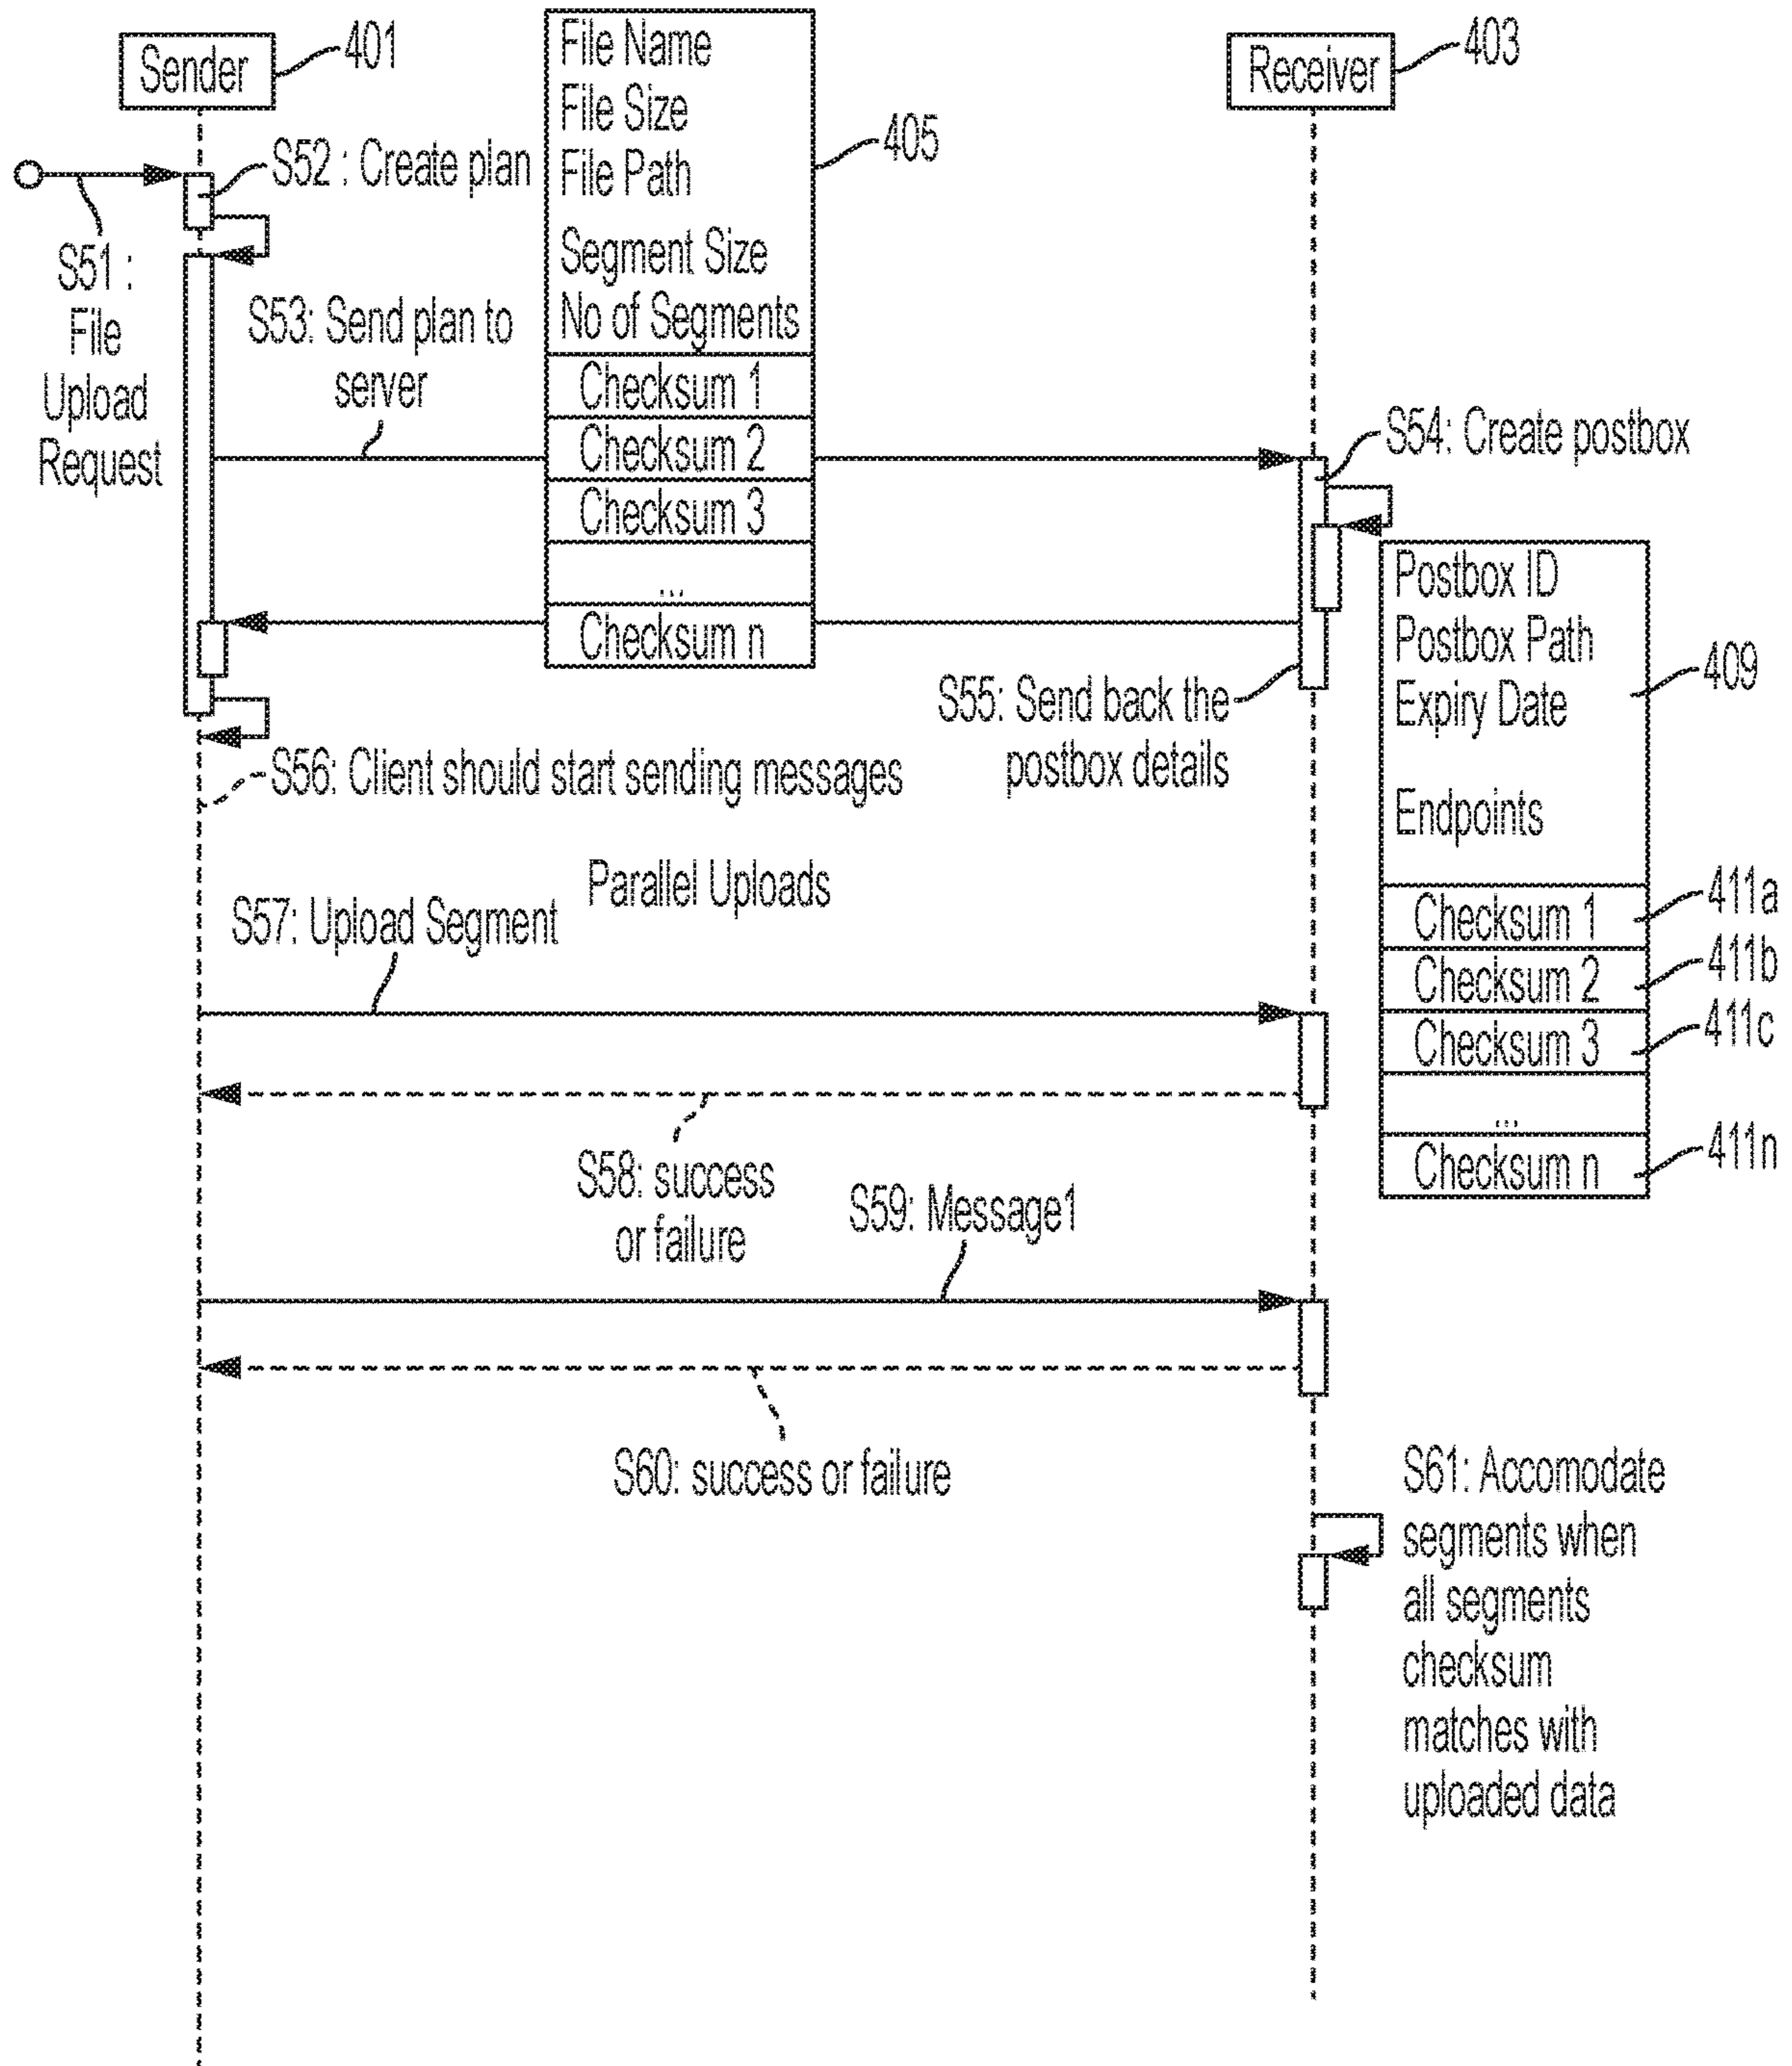 Sender
401
File Name
File Size
File Path
Segment Size
No of Segments
Checksum 1
Checksum 2
Checksum 3
...
Checksum n
405
Receiver
403
S51 :
File
Upload
Request
S52 : Create plan
S53: Send plan to
server
S54: Create postbox
S55: Send back the
postbox details
Postbox ID
Postbox Path
Expiry Date
Endpoints
Checksum 1
Checksum 2
Checksum 3
...
Checksum n
409
411a
411b
411c
411n
S56: Client should start sending messages
Parallel Uploads
S57: Upload Segment
S58: success
or failure
S59: Message1
S60: success or failure
S61: Accomodate
segments when
all segments
checksum
matches with
uploaded data